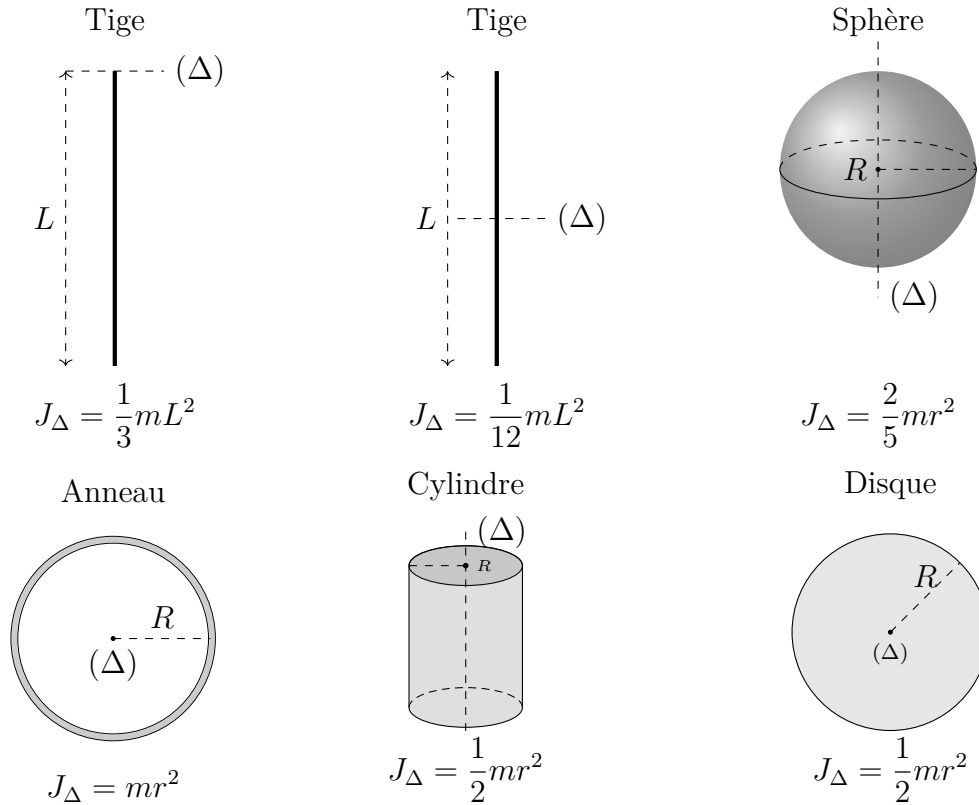 Tige
(Δ)
L
J_Δ = 1/3 mL²
Tige
(Δ)
L
J_Δ = 1/12 mL²
Sphère
R
(Δ)
J_Δ = 2/5 mr²
Anneau
R
(Δ)
J_Δ = mr²
Cylindre
(Δ)
R
J_Δ = 1/2 mr²
Disque
R
(Δ)
J_Δ = 1/2 mr²